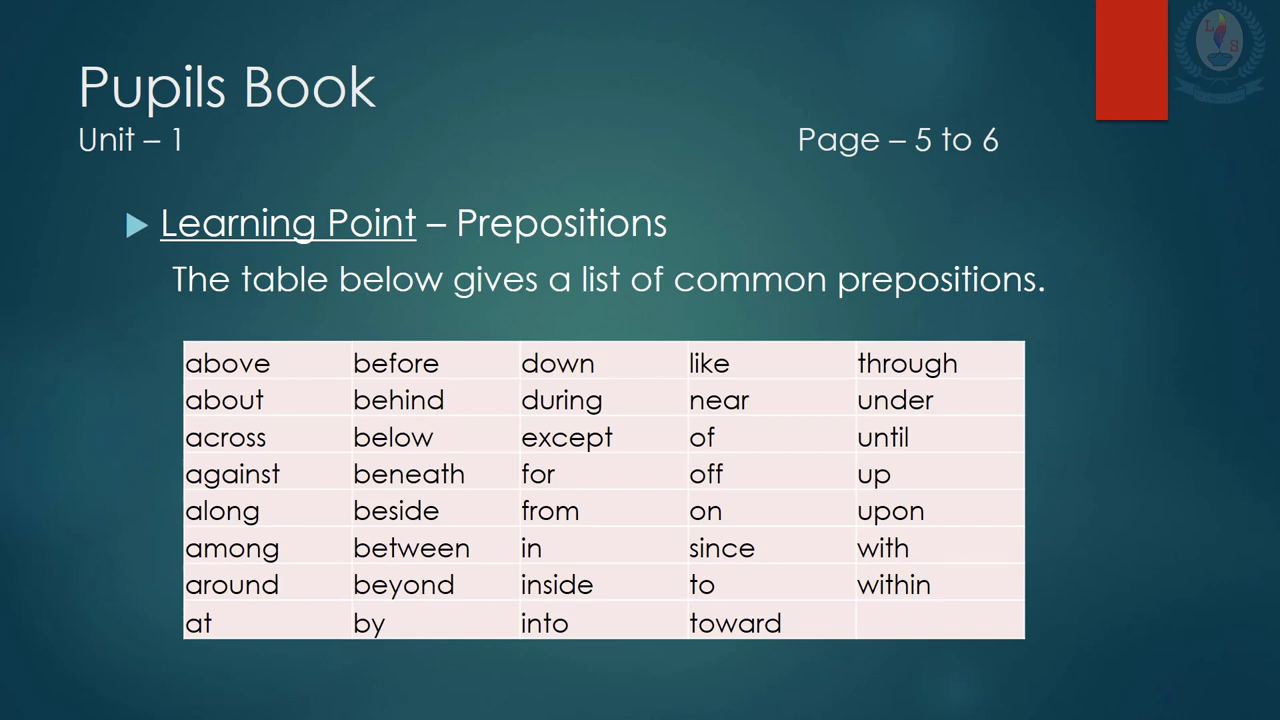 Pupils Book
Unit – 1 Page – 5 to 6
Learning Point – Prepositions
The table below gives a list of common prepositions.
above before down like through
about behind during near under
across below except of until
against beneath for off up
along beside from on upon
among between in since with
around beyond inside to within
at by into toward
L
S